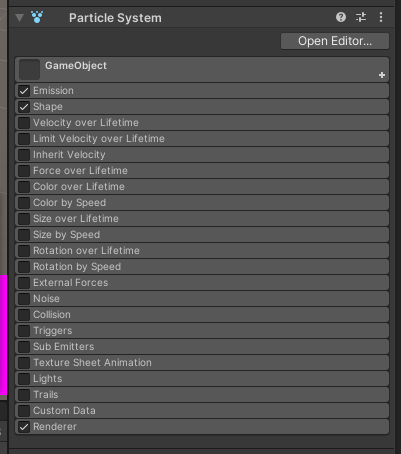 Particle System
Open Editor...
GameObject
Emission
Shape
Velocity over Lifetime
Limit Velocity over Lifetime
Inherit Velocity
Force over Lifetime
Color over Lifetime
Color by Speed
Size over Lifetime
Size by Speed
Rotation over Lifetime
Rotation by Speed
External Forces
Noise
Collision
Triggers
Sub Emitters
Texture Sheet Animation
Lights
Trails
Custom Data
Renderer